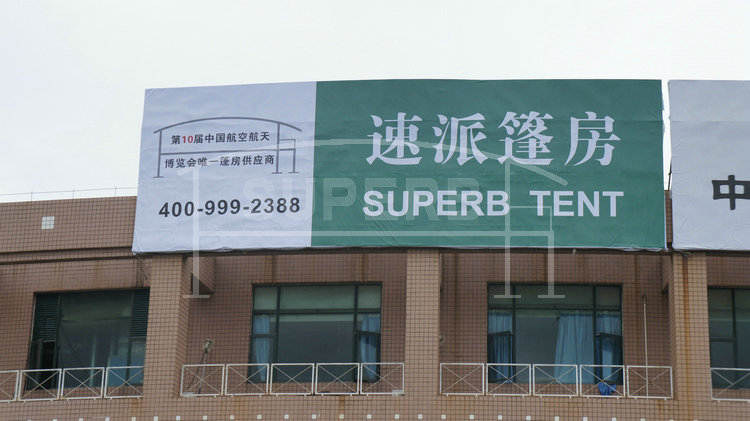 第10届中国航空航天
博览会唯一篷房供应商
400-999-2388
速派篷房
SUPERB TENT
中
SUPERB